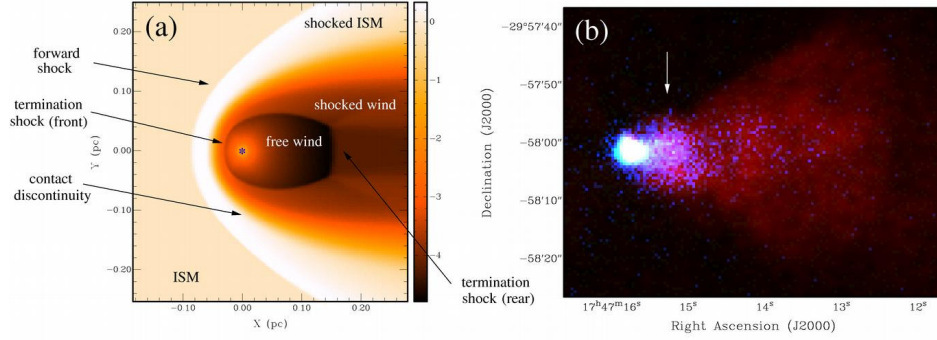 (a)
shocked ISM
forward
shock
termination
shock (front)
shocked wind
free wind
contact
discontinuity
ISM
termination
shock (rear)
0.20
0.10
0.00
−0.10
−0.20
Y (pc)
−0.10
0.00
0.10
0.20
X (pc)
0
−1
−2
−3
−4
(b)
−29°57'40"
−57'50"
−58'00"
−58'10"
−58'20"
Declination (J2000)
17ʰ47ᵐ16ˢ
15ˢ
14ˢ
13ˢ
12ˢ
Right Ascension (J2000)